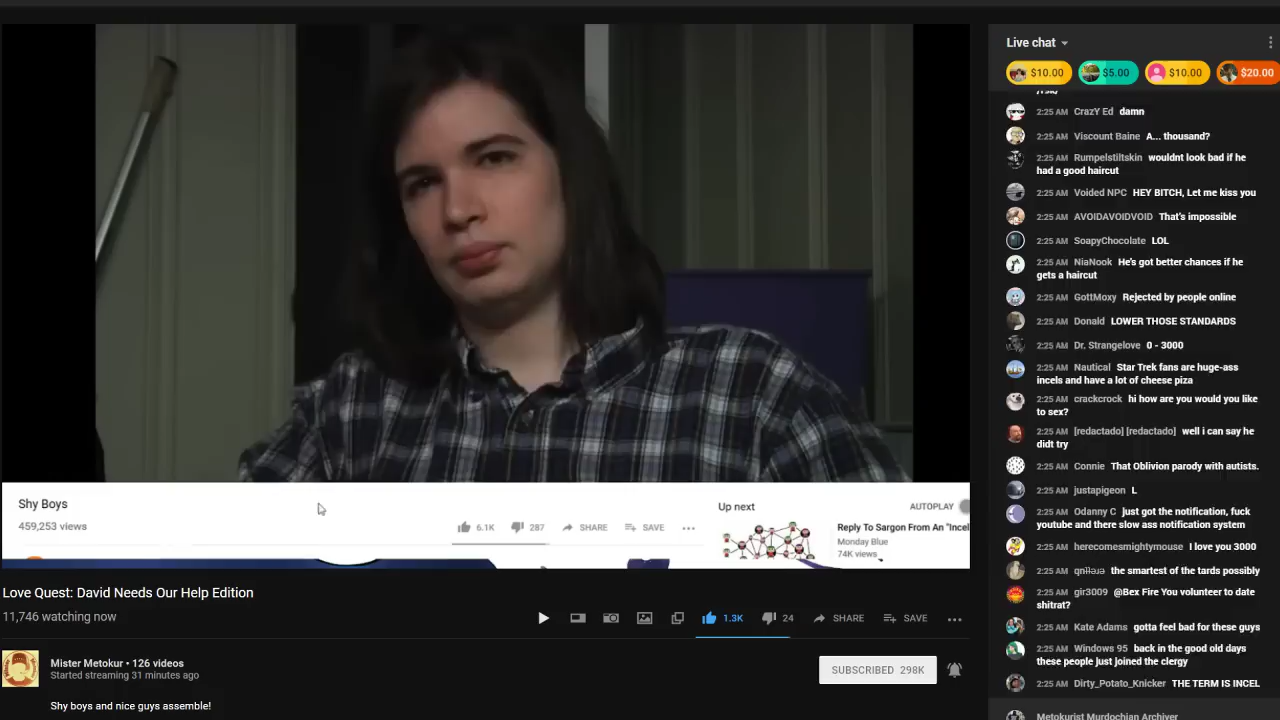 Live chat
$10.00
$5.00
$10.00
$20.00
2:25 AM CrazY Ed damn
2:25 AM Viscount Baine A... thousand?
2:25 AM Rumpelstiltskin wouldnt look bad if he
had a good haircut
2:25 AM Voided NPC HEY BITCH, Let me kiss you
2:25 AM AVOIDAVOIDVOID That's impossible
2:25 AM SoapyChocolate LOL
2:25 AM NiaNook He's got better chances if he
gets a haircut
2:25 AM GottMoxy Rejected by people online
2:25 AM Donald LOWER THOSE STANDARDS
2:25 AM Dr. Strangelove 0 - 3000
2:25 AM Nautical Star Trek fans are huge-ass
incels and have a lot of cheese piza
2:25 AM crackcrock hi how are you would you like
to sex?
2:25 AM [redactado] [redactado] well i can say he
didt try
2:25 AM Connie That Oblivion parody with autists.
2:25 AM justapigeon L
2:25 AM Odanny C just got the notification, fuck
youtube and there slow ass notification system
2:25 AM herecomesmightymouse I love you 3000
2:25 AM the smartest of the tards possibly
2:25 AM gir3009 @Bex Fire You volunteer to date
shitrat?
2:25 AM Kate Adams gotta feel bad for these guys
2:25 AM Windows 95 back in the good old days
these people just joined the clergy
2:25 AM Dirty_Potato_Knicker THE TERM IS INCEL
Metokurist Murdochian Archiver
Shy Boys
459,253 views
6.1K
287
SHARE
SAVE
Up next
AUTOPLAY
Reply To Sargon From An "Incel
Monday Blue
74K views
Love Quest: David Needs Our Help Edition
11,746 watching now
1.3K
24
SHARE
SAVE
Mister Metokur • 126 videos
Started streaming 31 minutes ago
SUBSCRIBED 298K
Shy boys and nice guys assemble!